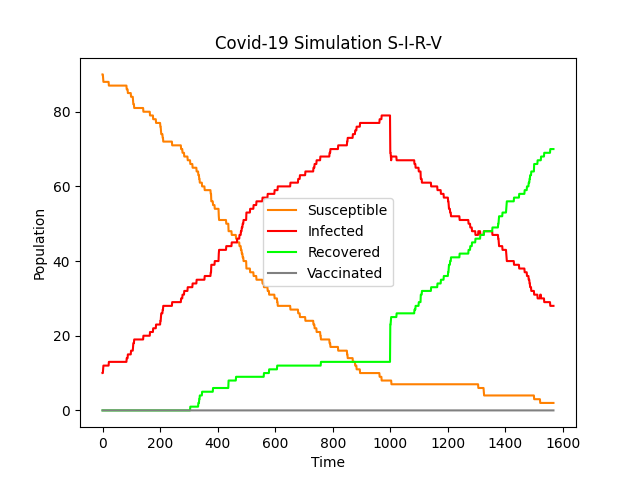 Covid-19 Simulation S-I-R-V
Population
80
60
40
20
0
Susceptible
Infected
Recovered
Vaccinated
0 200 400 600 800 1000 1200 1400 1600
Time